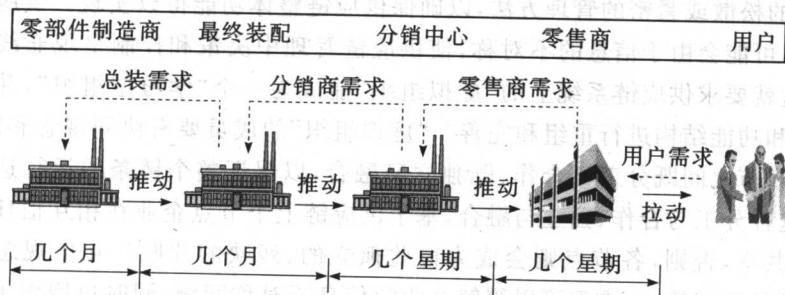 零部件制造商 最终装配 分销中心 零售商 用户
总装需求 分销商需求 零售商需求
用户需求
推动 推动 推动 拉动
几个月 几个月 几个星期 几个星期